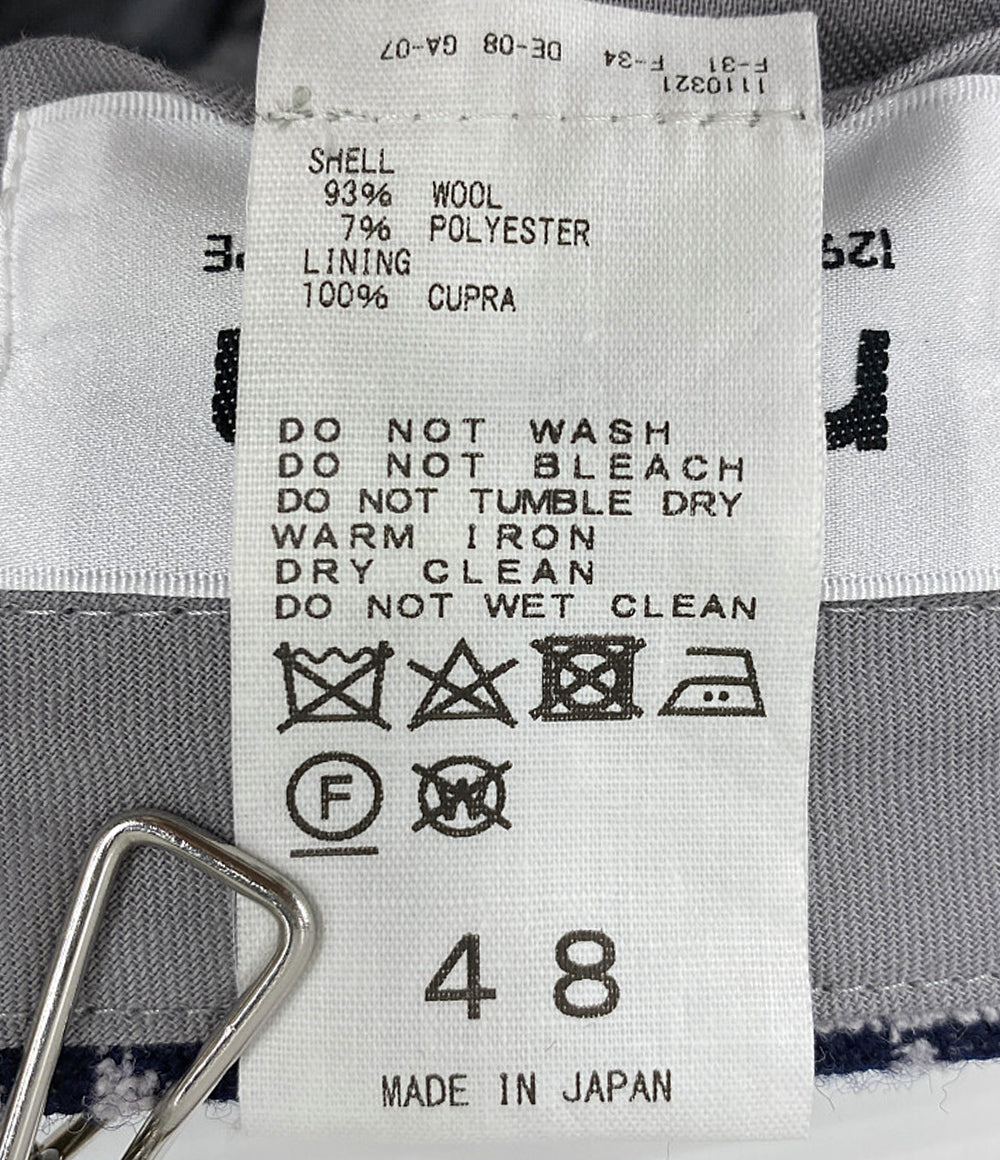 DE-08 GA-07
F-31 F-34
1110321
SHELL
93% WOOL
7% POLYESTER
LINING
100% CUPRA
DO NOT WASH
DO NOT BLEACH
DO NOT TUMBLE DRY
WARM IRON
DRY CLEAN
DO NOT WET CLEAN
F W
48
MADE IN JAPAN